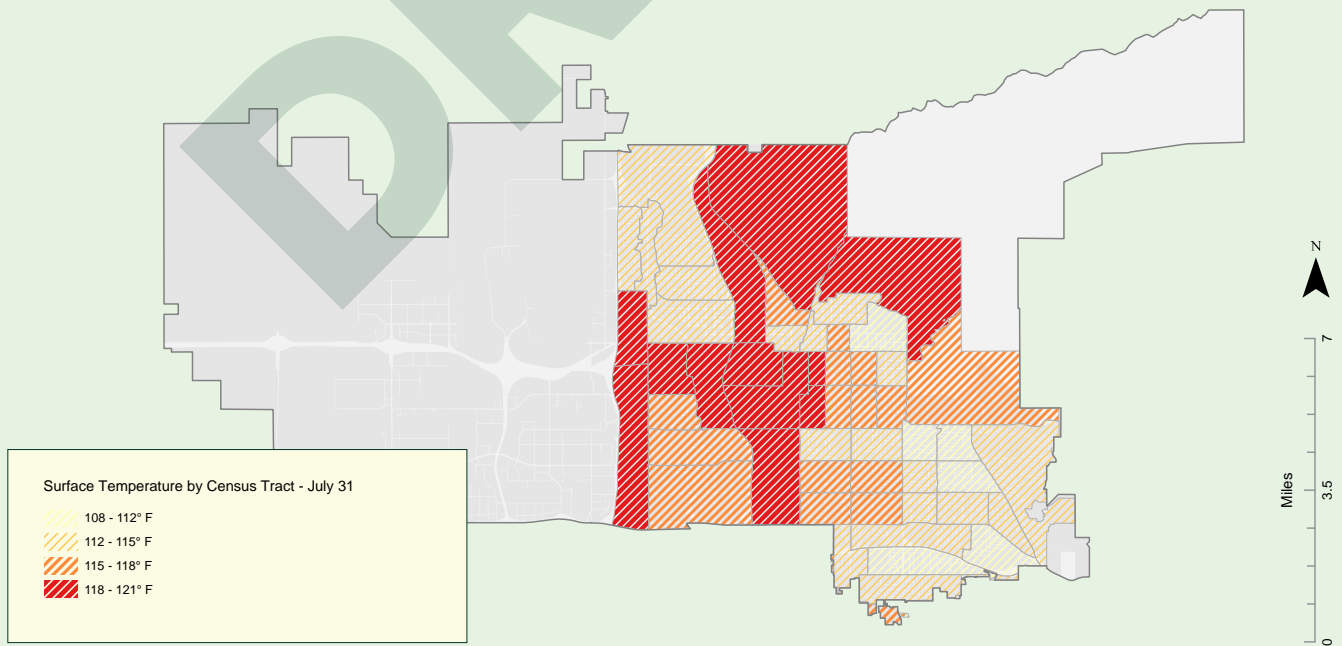 N
7
3.5
Miles
0
Surface Temperature by Census Tract - July 31
108 - 112° F
112 - 115° F
115 - 118° F
118 - 121° F